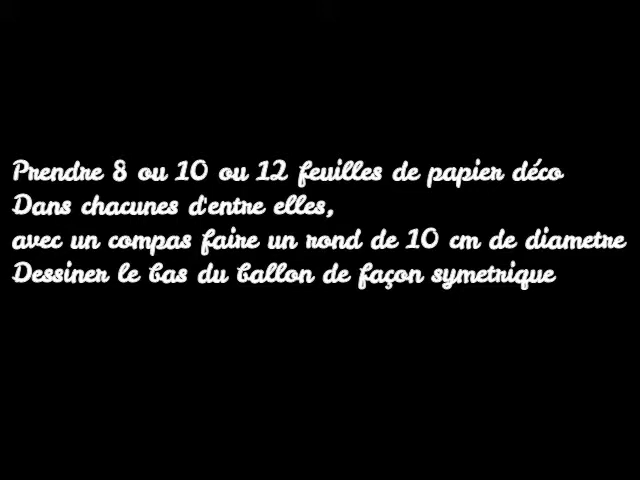 Prendre 8 ou 10 ou 12 feuilles de papier déco
Dans chacunes d'entre elles,
avec un compas faire un rond de 10 cm de diametre
Dessiner le bas du ballon de façon symetrique